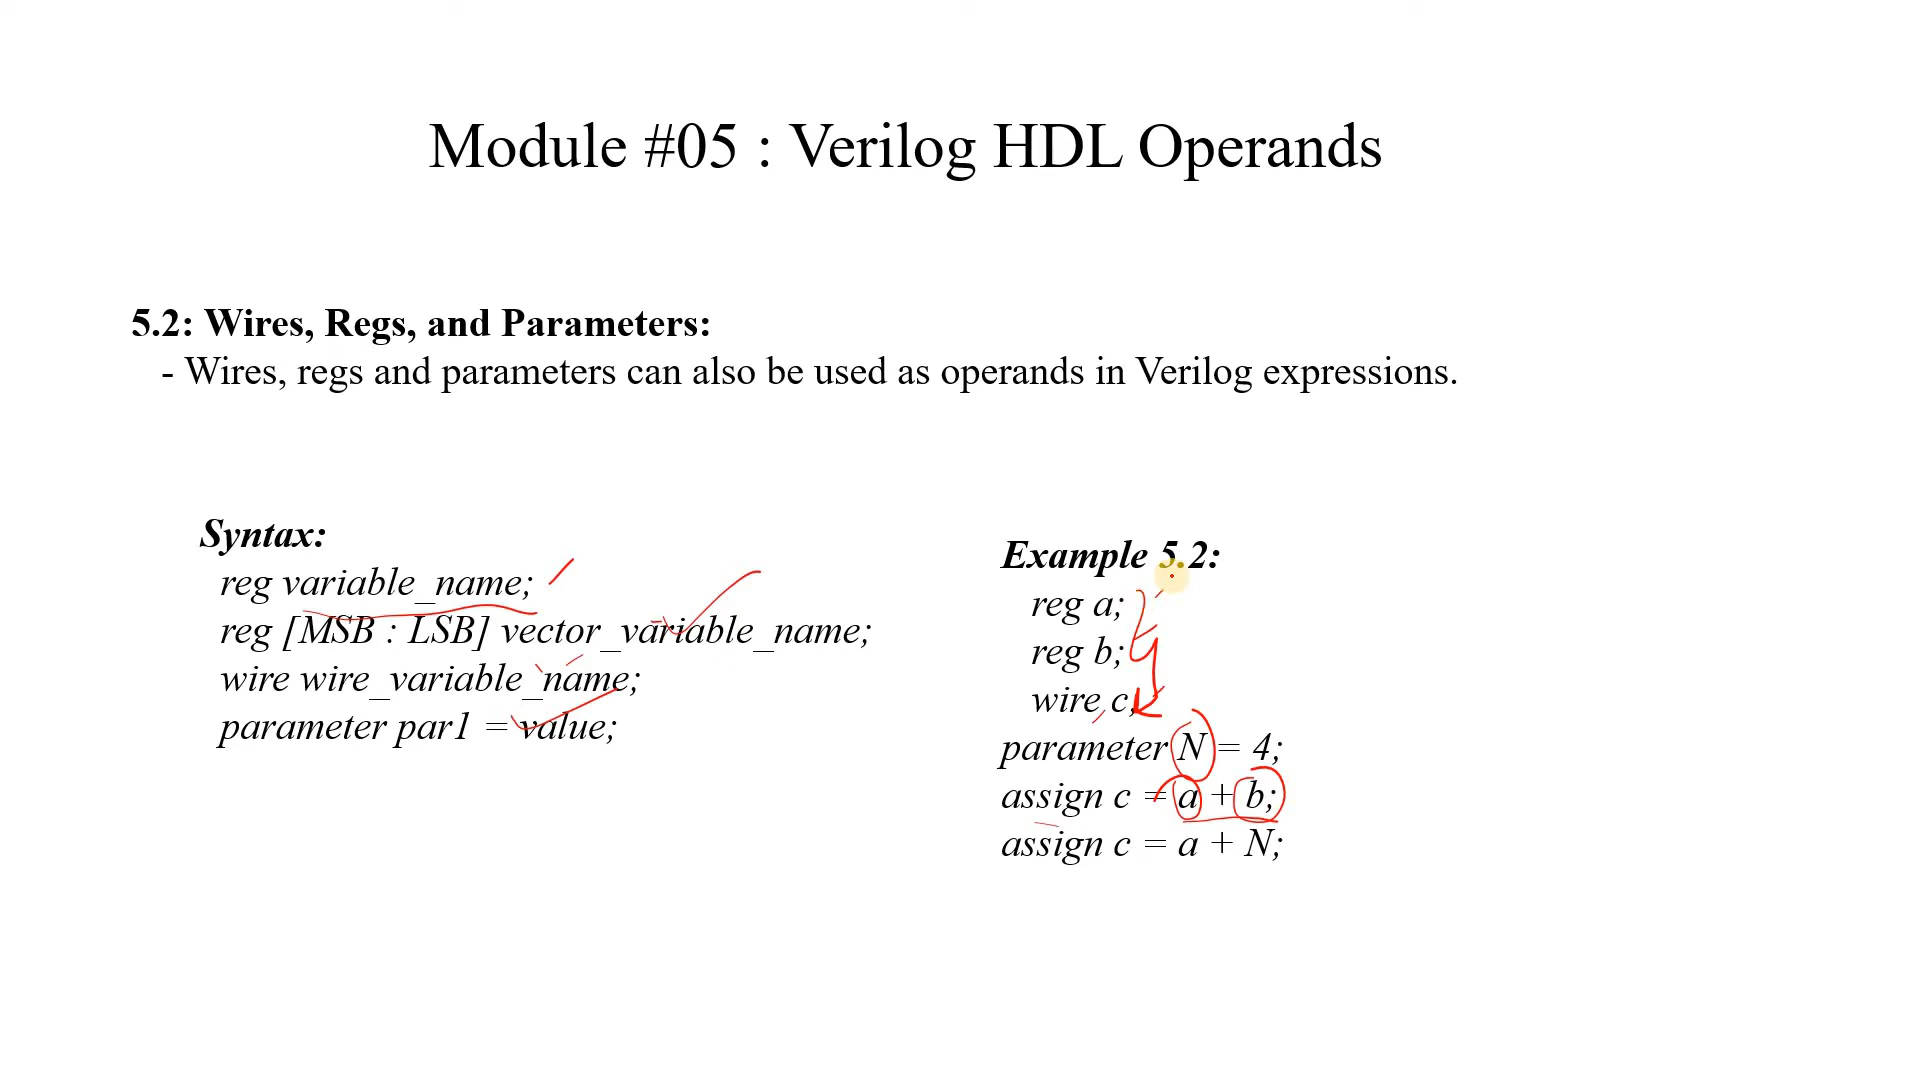 Module #05 : Verilog HDL Operands
5.2: Wires, Regs, and Parameters:
- Wires, regs and parameters can also be used as operands in Verilog expressions.
Syntax:
reg variable_name;
reg [MSB : LSB] vector_variable_name;
wire wire_variable_name;
parameter par1 = value;
Example 5.2:
reg a;
reg b;
wire c;
parameter N = 4;
assign c = a + b;
assign c = a + N;